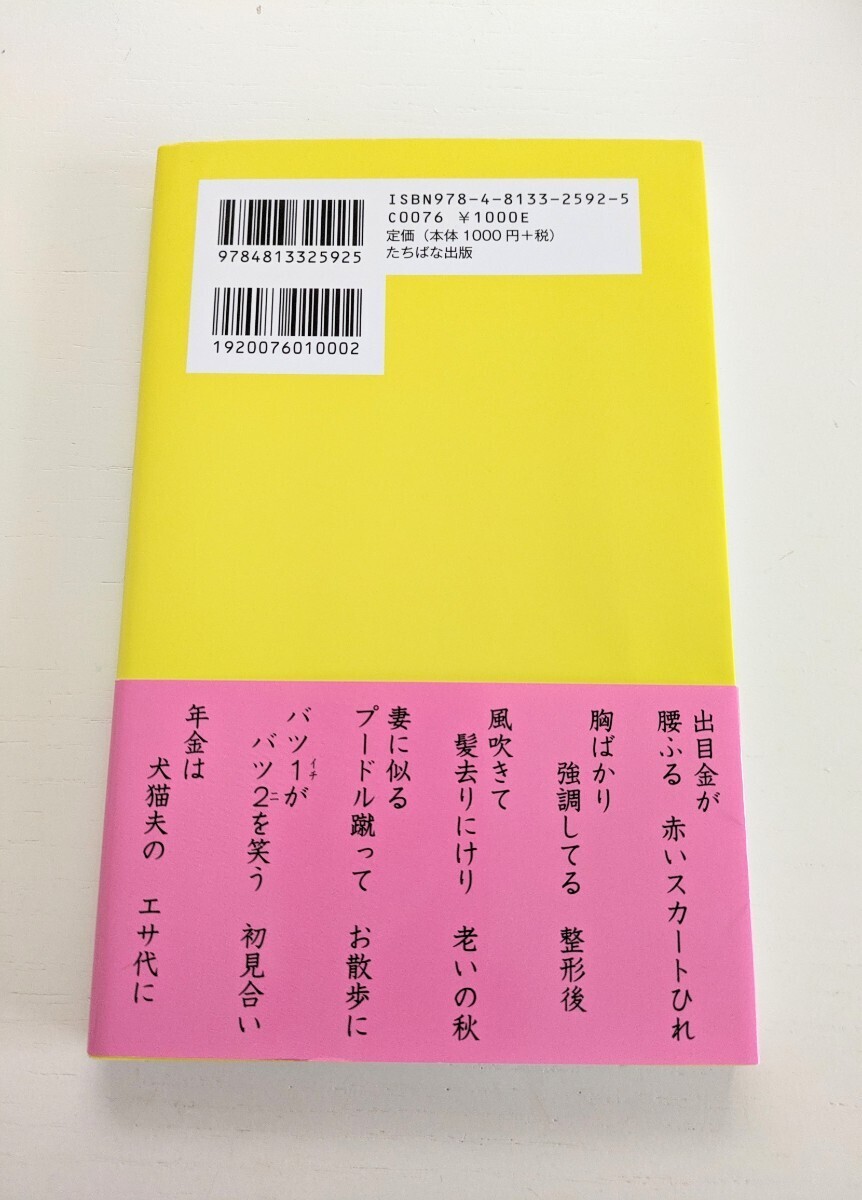 ISBN978-4-8133-2592-5
C0076 ¥1000E
定価（本体1000円＋税）
たちばな出版
9784813325925
1920076010002
出目金が
腰ふる 赤いスカートひれ
胸ばかり
強調してる 整形後
風吹きて
髪去りにけり 老いの秋
妻に似る
プードル蹴って お散歩に
バツ1イチが
バツ2ニを笑う 初見合い
年金は
犬猫夫の エサ代に